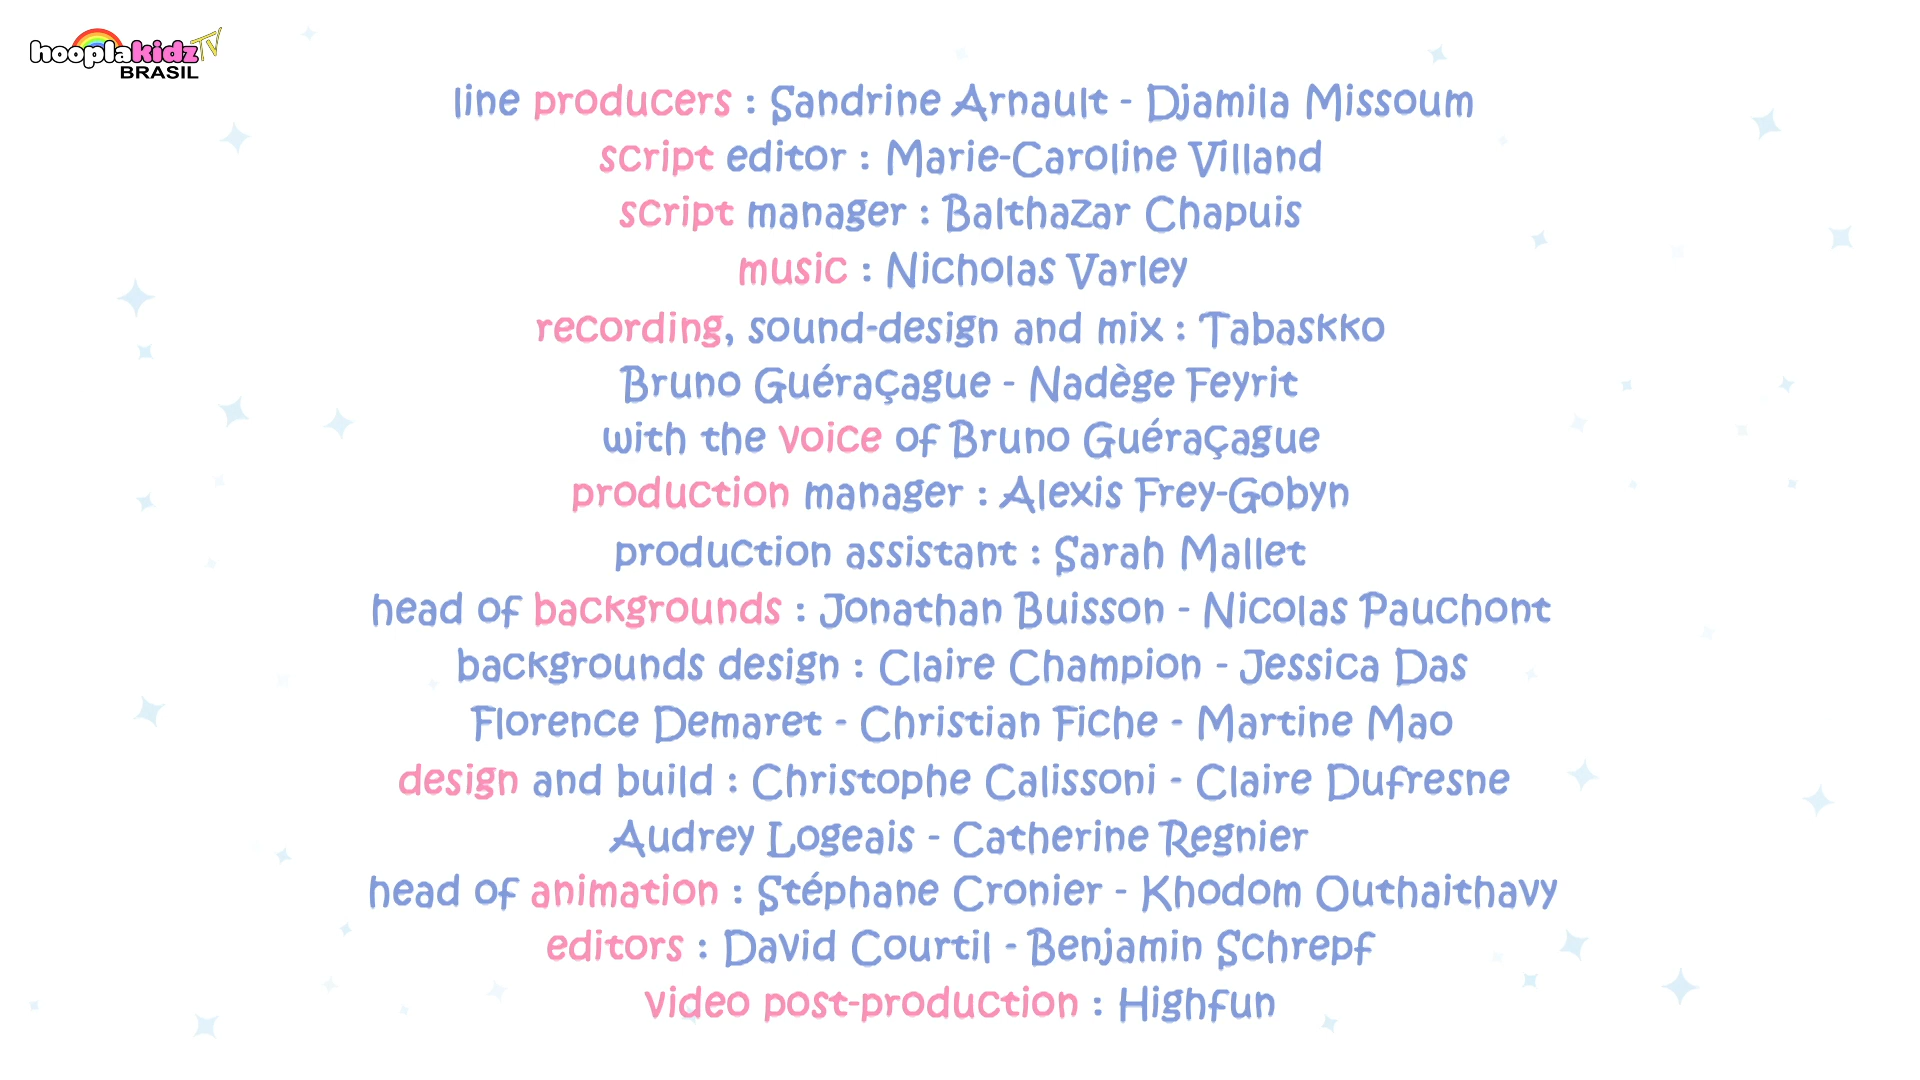 hooplakidz TV
BRASIL
line producers : Sandrine Arnault - Djamila Missoum
script editor : Marie-Caroline Villand
script manager : Balthazar Chapuis
music : Nicholas Varley
recording, sound-design and mix : Tabaskko
Bruno Guéraçague - Nadège Feyrit
with the voice of Bruno Guéraçague
production manager : Alexis Frey-Gobyn
production assistant : Sarah Mallet
head of backgrounds : Jonathan Buisson - Nicolas Pauchont
backgrounds design : Claire Champion - Jessica Das
Florence Demaret - Christian Fiche - Martine Mao
design and build : Christophe Calissoni - Claire Dufresne
Audrey Logeais - Catherine Regnier
head of animation : Stéphane Cronier - Khodom Outhaithavy
editors : David Courtil - Benjamin Schrepf
video post-production : Highfun